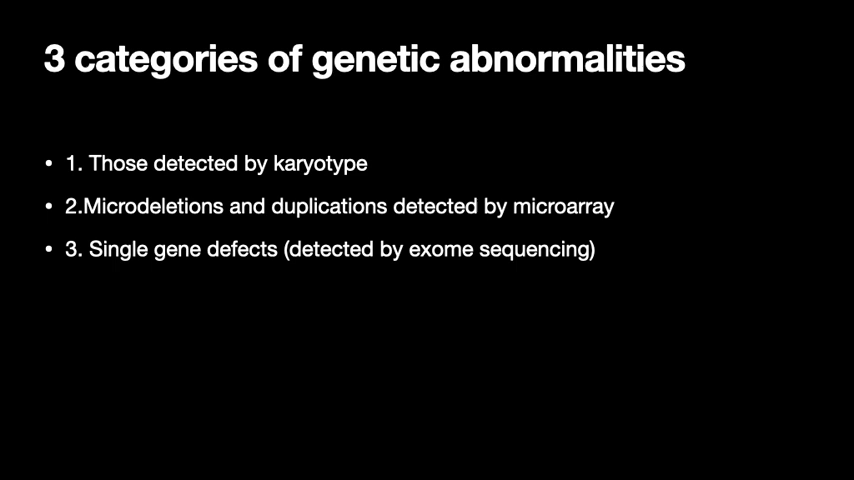 3 categories of genetic abnormalities
• 1. Those detected by karyotype
• 2.Microdeletions and duplications detected by microarray
• 3. Single gene defects (detected by exome sequencing)